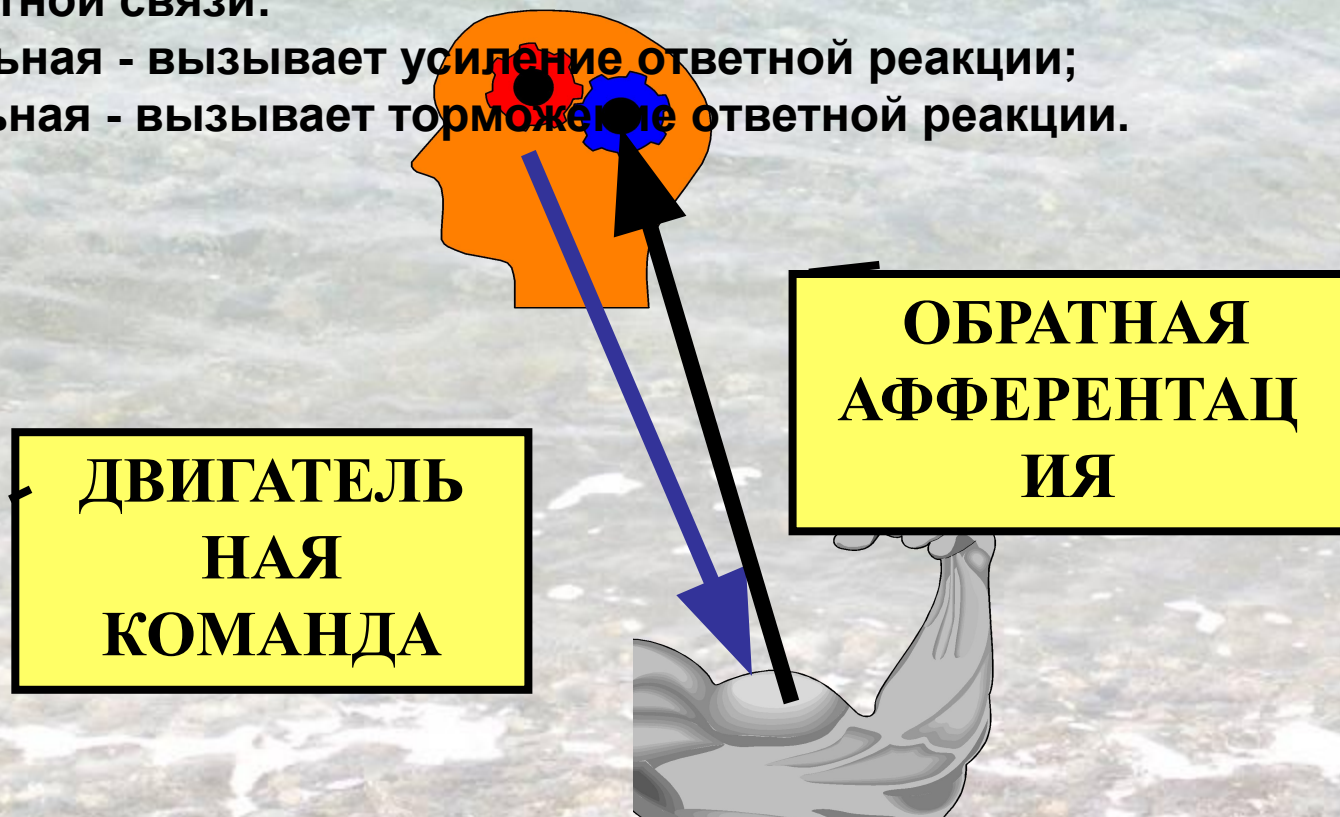 тной связи:
ьная - вызывает усиление ответной реакции;
ьная - вызывает торможение ответной реакции.
ОБРАТНАЯ
АФФЕРЕНТАЦ
ИЯ
ДВИГАТЕЛЬ
НАЯ
КОМАНДА